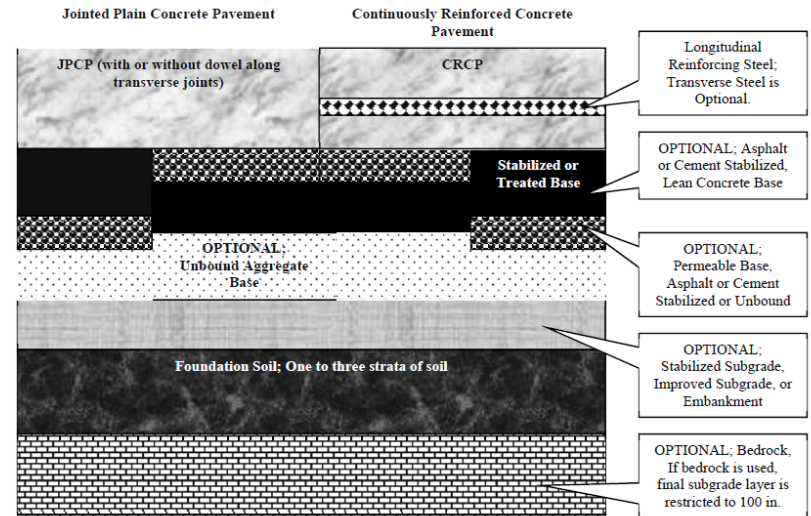 Jointed Plain Concrete Pavement
Continuously Reinforced Concrete
Pavement
JPCP (with or without dowel along
transverse joints)
CRCP
Longitudinal
Reinforcing Steel;
Transverse Steel is
Optional.
Stabilized or
Treated Base
OPTIONAL; Asphalt
or Cement Stabilized,
Lean Concrete Base
OPTIONAL;
Unbound Aggregate
Base
OPTIONAL;
Permeable Base,
Asphalt or Cement
Stabilized or Unbound
OPTIONAL;
Stabilized Subgrade,
Improved Subgrade, or
Embankment
Foundation Soil; One to three strata of soil
OPTIONAL; Bedrock,
If bedrock is used,
final subgrade layer is
restricted to 100 in.